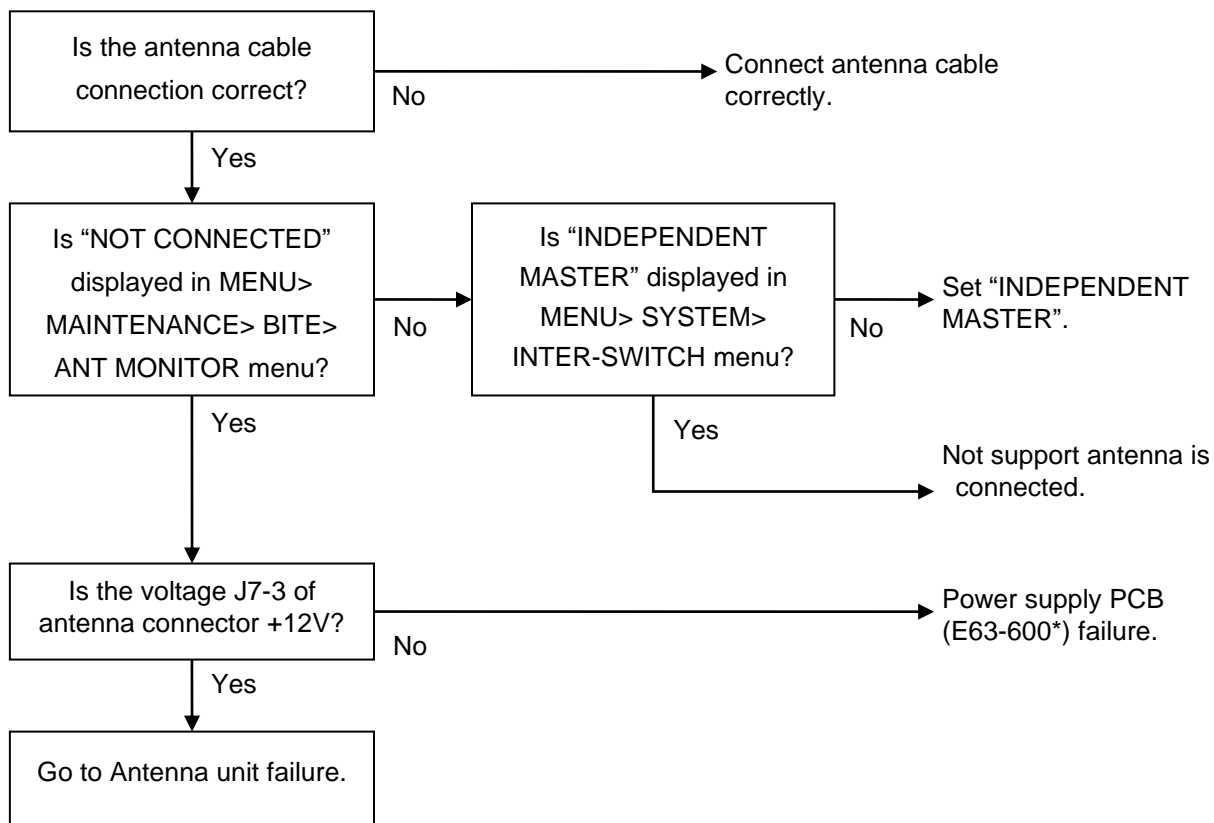 Is the antenna cable
connection correct?
No
Connect antenna cable
correctly.
Yes
Is “NOT CONNECTED”
displayed in MENU>
MAINTENANCE> BITE>
ANT MONITOR menu?
No
Is “INDEPENDENT
MASTER” displayed in
MENU> SYSTEM>
INTER-SWITCH menu?
No
Set “INDEPENDENT
MASTER”.
Yes
Yes
Not support antenna is
connected.
Is the voltage J7-3 of
antenna connector +12V?
No
Power supply PCB
(E63-600*) failure.
Yes
Go to Antenna unit failure.